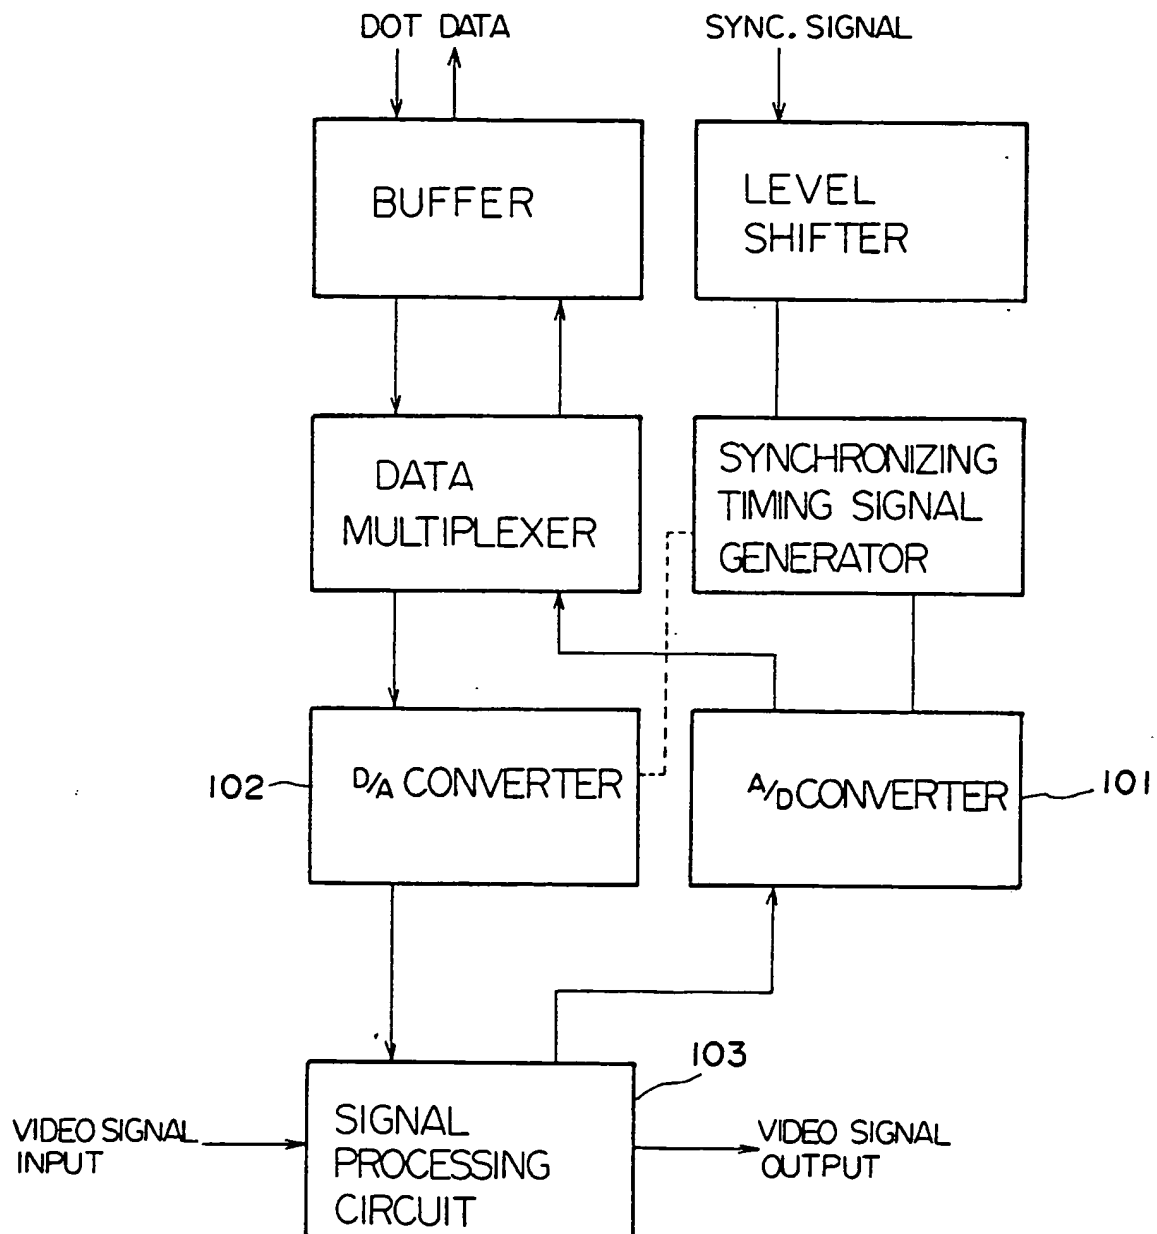 DOT DATA
SYNC. SIGNAL
BUFFER
LEVEL
SHIFTER
DATA
MULTIPLEXER
SYNCHRONIZING
TIMING SIGNAL
GENERATOR
102
D/A CONVERTER
A/D CONVERTER
101
103
VIDEO SIGNAL
INPUT
SIGNAL
PROCESSING
CIRCUIT
VIDEO SIGNAL
OUTPUT